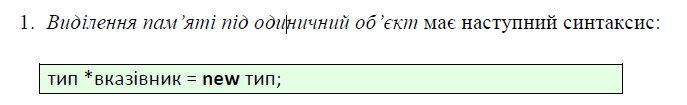 1. Виділення пам’яті під одиничний об’єкт має наступний синтаксис:
тип *вказівник = new тип;